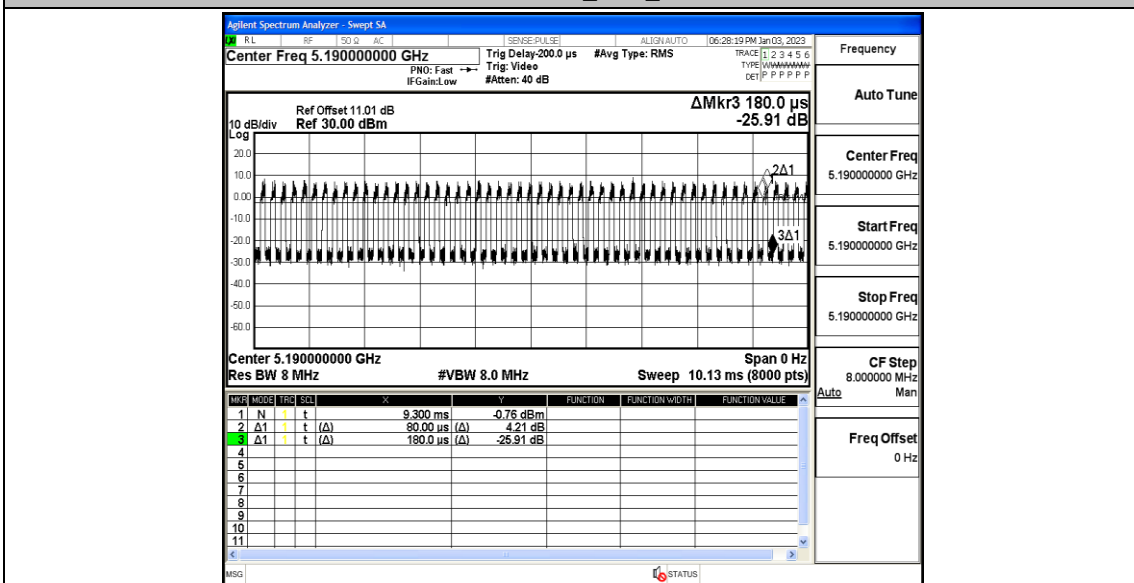 Agilent Spectrum Analyzer - Swept SA
RL RF 50 Ω AC SENSE:PULSE ALIGN AUTO 06:28:19 PM Jan 03, 2023
Center Freq 5.190000000 GHz
PNO: Fast
IFGain:Low
Trig Delay-200.0 µs
Trig: Video
#Atten: 40 dB
#Avg Type: RMS
TRACE 1 2 3 4 5 6
TYPE
DET P P P P P P
Ref Offset 11.01 dB
10 dB/div Ref 30.00 dBm
Log
ΔMkr3 180.0 µs
-25.91 dB
20.0
10.0
0.00
-10.0
-20.0
-30.0
-40.0
-50.0
-60.0
2Δ1
3Δ1
Center 5.190000000 GHz Span 0 Hz
Res BW 8 MHz #VBW 8.0 MHz Sweep 10.13 ms (8000 pts)
MKR MODE TRC SCL X Y FUNCTION FUNCTION WIDTH FUNCTION VALUE
1 N 1 t 9.300 ms -0.76 dBm
2 Δ1 1 t (Δ) 80.00 µs (Δ) 4.21 dB
3 Δ1 1 t (Δ) 180.0 µs (Δ) -25.91 dB
4
5
6
7
8
9
10
11
MSG STATUS
Frequency
Auto Tune
Center Freq
5.190000000 GHz
Start Freq
5.190000000 GHz
Stop Freq
5.190000000 GHz
CF Step
8.000000 MHz
Auto Man
Freq Offset
0 Hz